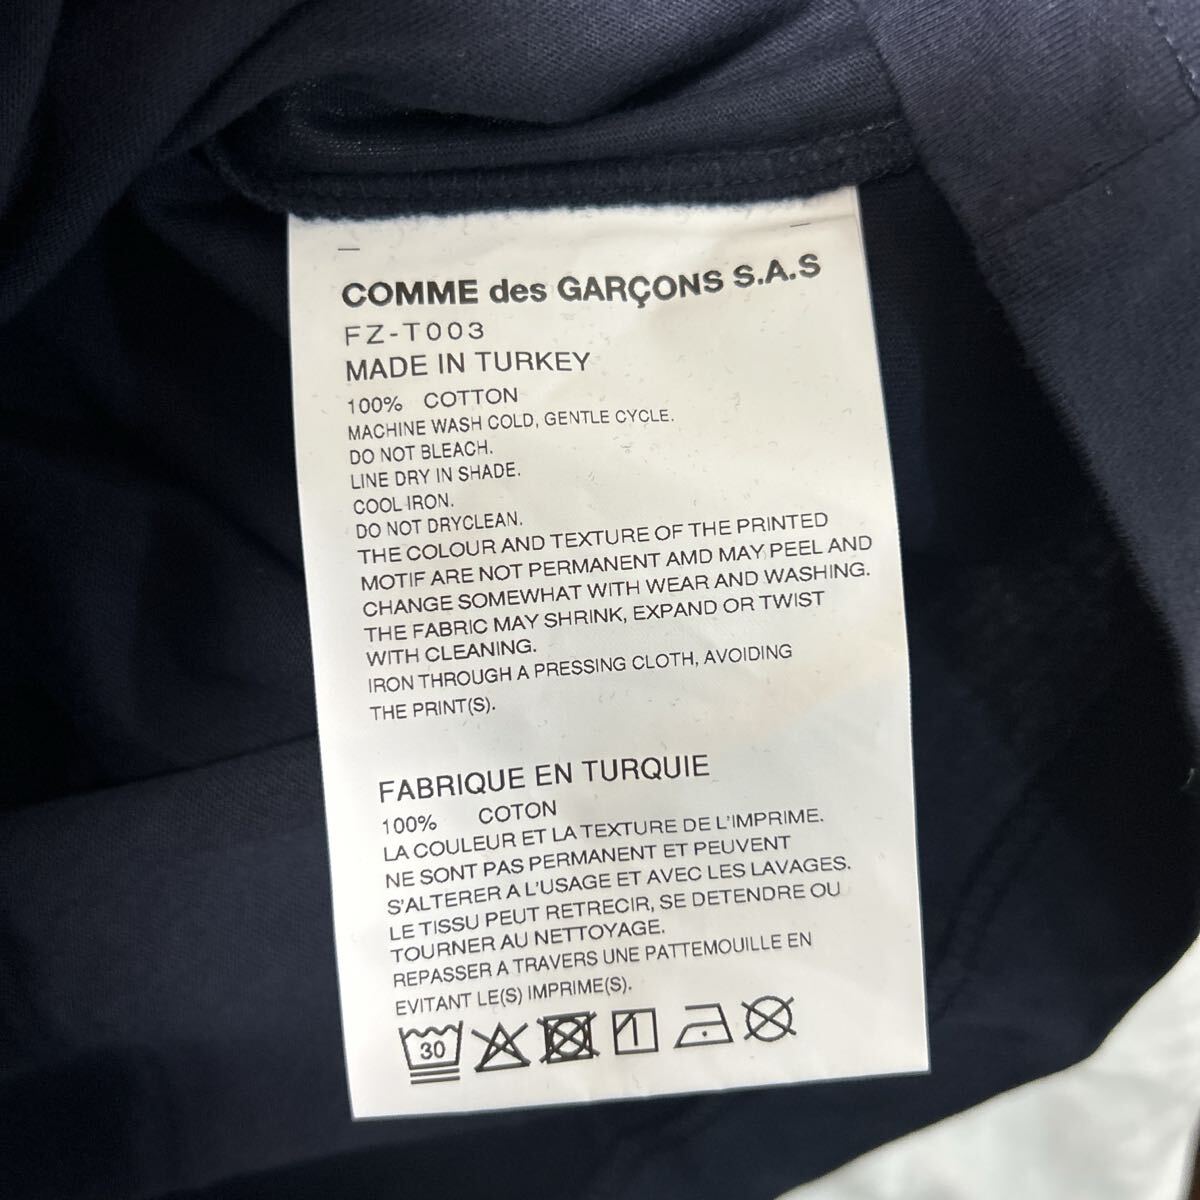 COMME des GARÇONS S.A.S
FZ-T003
MADE IN TURKEY
100% COTTON
MACHINE WASH COLD, GENTLE CYCLE.
DO NOT BLEACH.
LINE DRY IN SHADE.
COOL IRON.
DO NOT DRYCLEAN.
THE COLOUR AND TEXTURE OF THE PRINTED
MOTIF ARE NOT PERMANENT AMD MAY PEEL AND
CHANGE SOMEWHAT WITH WEAR AND WASHING.
THE FABRIC MAY SHRINK, EXPAND OR TWIST
WITH CLEANING.
IRON THROUGH A PRESSING CLOTH, AVOIDING
THE PRINT(S).
FABRIQUE EN TURQUIE
100% COTON
LA COULEUR ET LA TEXTURE DE L'IMPRIME.
NE SONT PAS PERMANENT ET PEUVENT
S'ALTERER A L'USAGE ET AVEC LES LAVAGES.
LE TISSU PEUT RETRECIR, SE DETENDRE OU
TOURNER AU NETTOYAGE.
REPASSER A TRAVERS UNE PATTEMOUILLE EN
EVITANT LE(S) IMPRIME(S).
30